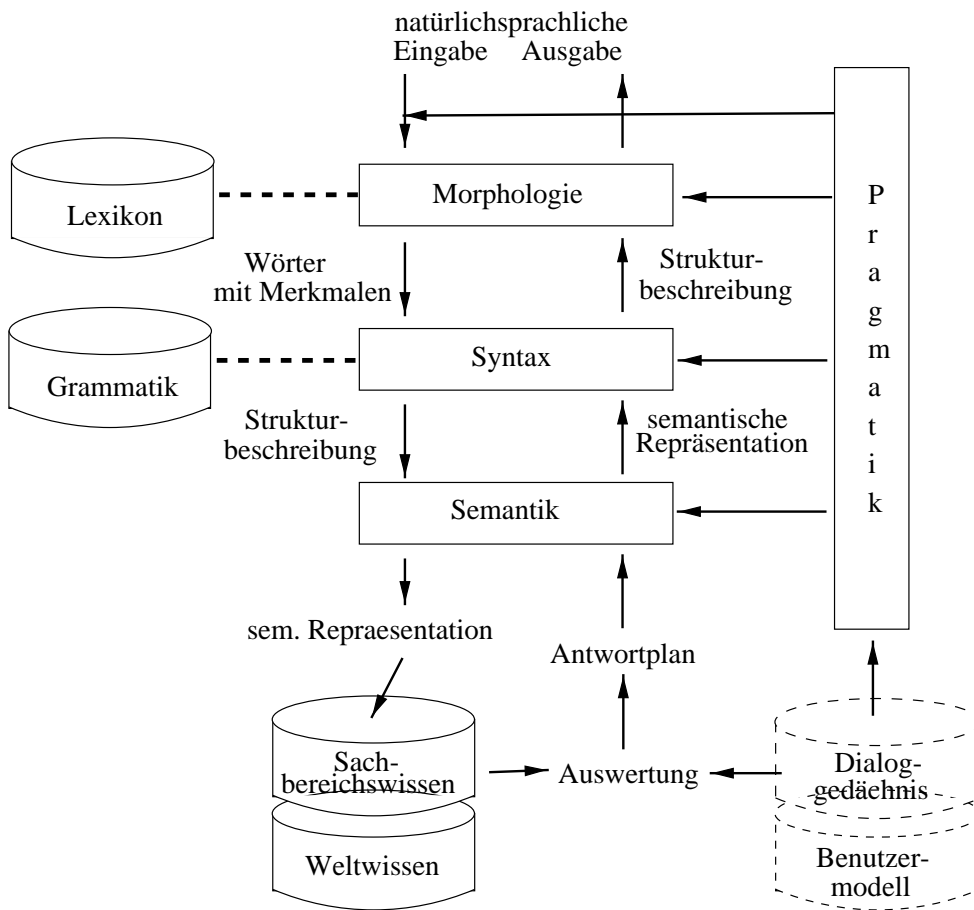 natürlichsprachliche
Eingabe Ausgabe
Lexikon
Morphologie
P
r
a
g
m
a
t
i
k
Wörter
mit Merkmalen
Struktur-
beschreibung
Grammatik
Syntax
Struktur-
beschreibung
semantische
Repräsentation
Semantik
sem. Repraesentation
Antwortplan
Sach-
bereichswissen
Auswertung
Dialog-
gedächnis
Weltwissen
Benutzer-
modell